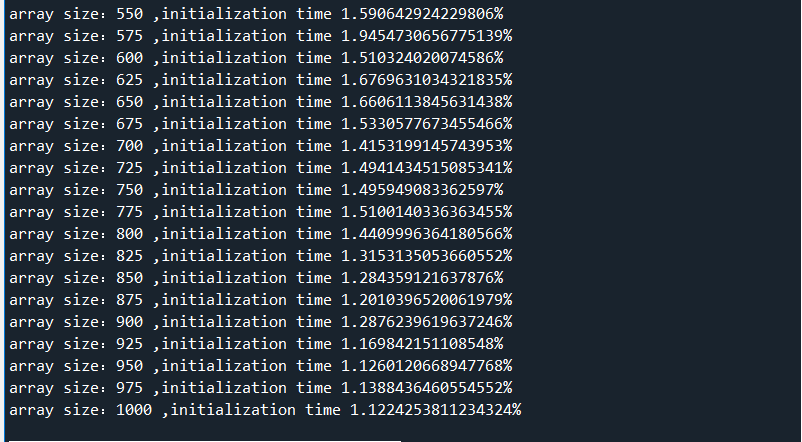 array size：550 ,initialization time 1.590642924229806%
array size：575 ,initialization time 1.9454730656775139%
array size：600 ,initialization time 1.510324020074586%
array size：625 ,initialization time 1.6769631034321835%
array size：650 ,initialization time 1.6606113845631438%
array size：675 ,initialization time 1.5330577673455466%
array size：700 ,initialization time 1.4153199145743953%
array size：725 ,initialization time 1.4941434515085341%
array size：750 ,initialization time 1.495949083362597%
array size：775 ,initialization time 1.5100140336363455%
array size：800 ,initialization time 1.4409996364180566%
array size：825 ,initialization time 1.3153135053660552%
array size：850 ,initialization time 1.284359121637876%
array size：875 ,initialization time 1.2010396520061979%
array size：900 ,initialization time 1.2876239619637246%
array size：925 ,initialization time 1.169842151108548%
array size：950 ,initialization time 1.1260120668947768%
array size：975 ,initialization time 1.1388436460554552%
array size：1000 ,initialization time 1.1224253811234324%